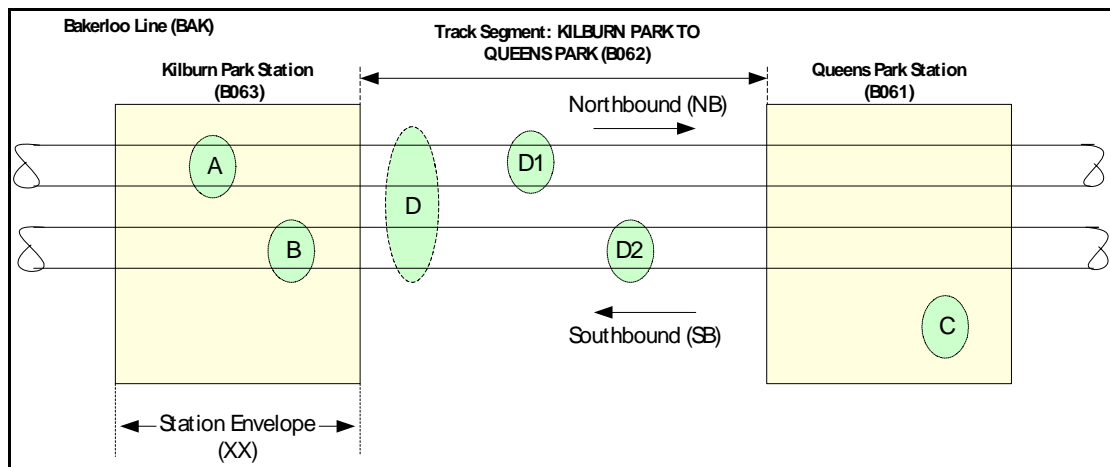 Bakerloo Line (BAK)
Track Segment: KILBURN PARK TO
QUEENS PARK (B062)
Kilburn Park Station
(B063)
Queens Park Station
(B061)
Northbound (NB)
A
D1
D
B
D2
C
Southbound (SB)
Station Envelope
(XX)